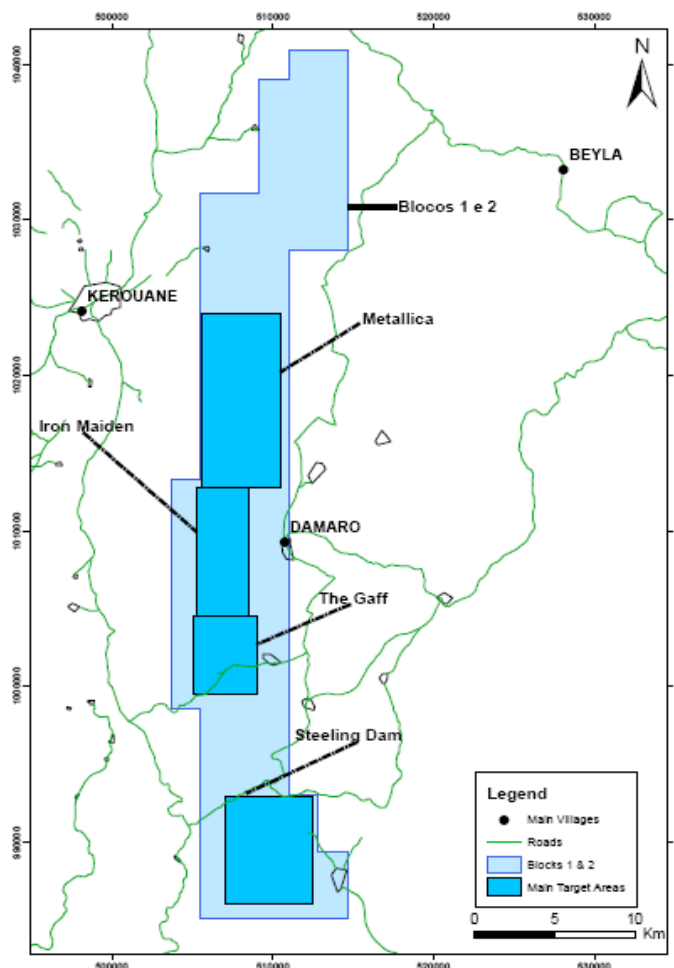 500000 510000 520000 530000
N
1040000
BEYLA
1030000
Blocos 1 e 2
KEROUANE
Metallica
1020000
Iron Maiden
DAMARO
1010000
The Gaff
1000000
Steeling Dam
Legend
Main Villages
Roads
990000
Blocks 1 & 2
Main Target Areas
0 5 10
Km
500000 510000 520000 530000